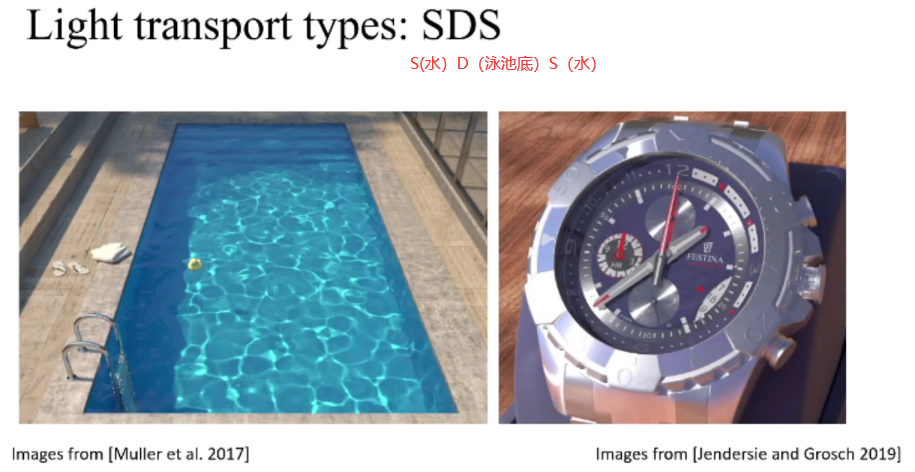 Light transport types: SDS
S(水) D (泳池底) S (水)
12
FESTINA
Images from [Muller et al. 2017]
Images from [Jendersie and Grosch 2019]